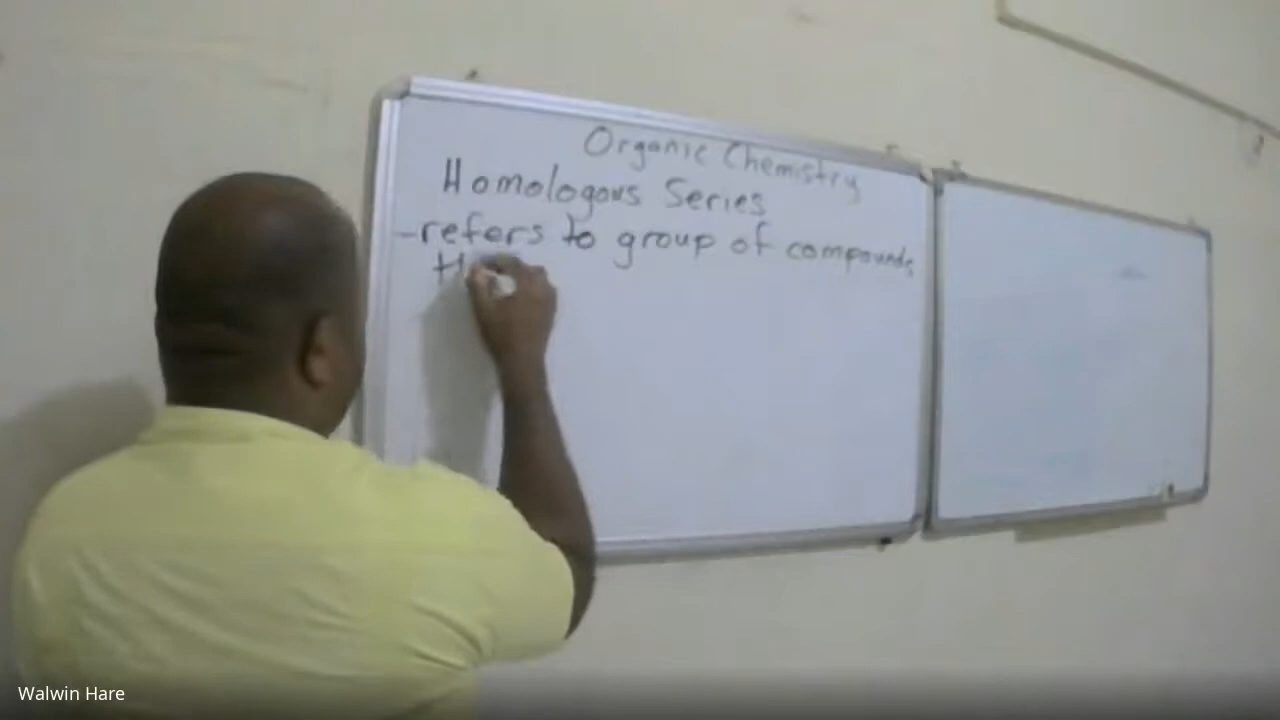 Organic Chemistry
Homologous Series
-refers to group of compounds
Walwin Hare